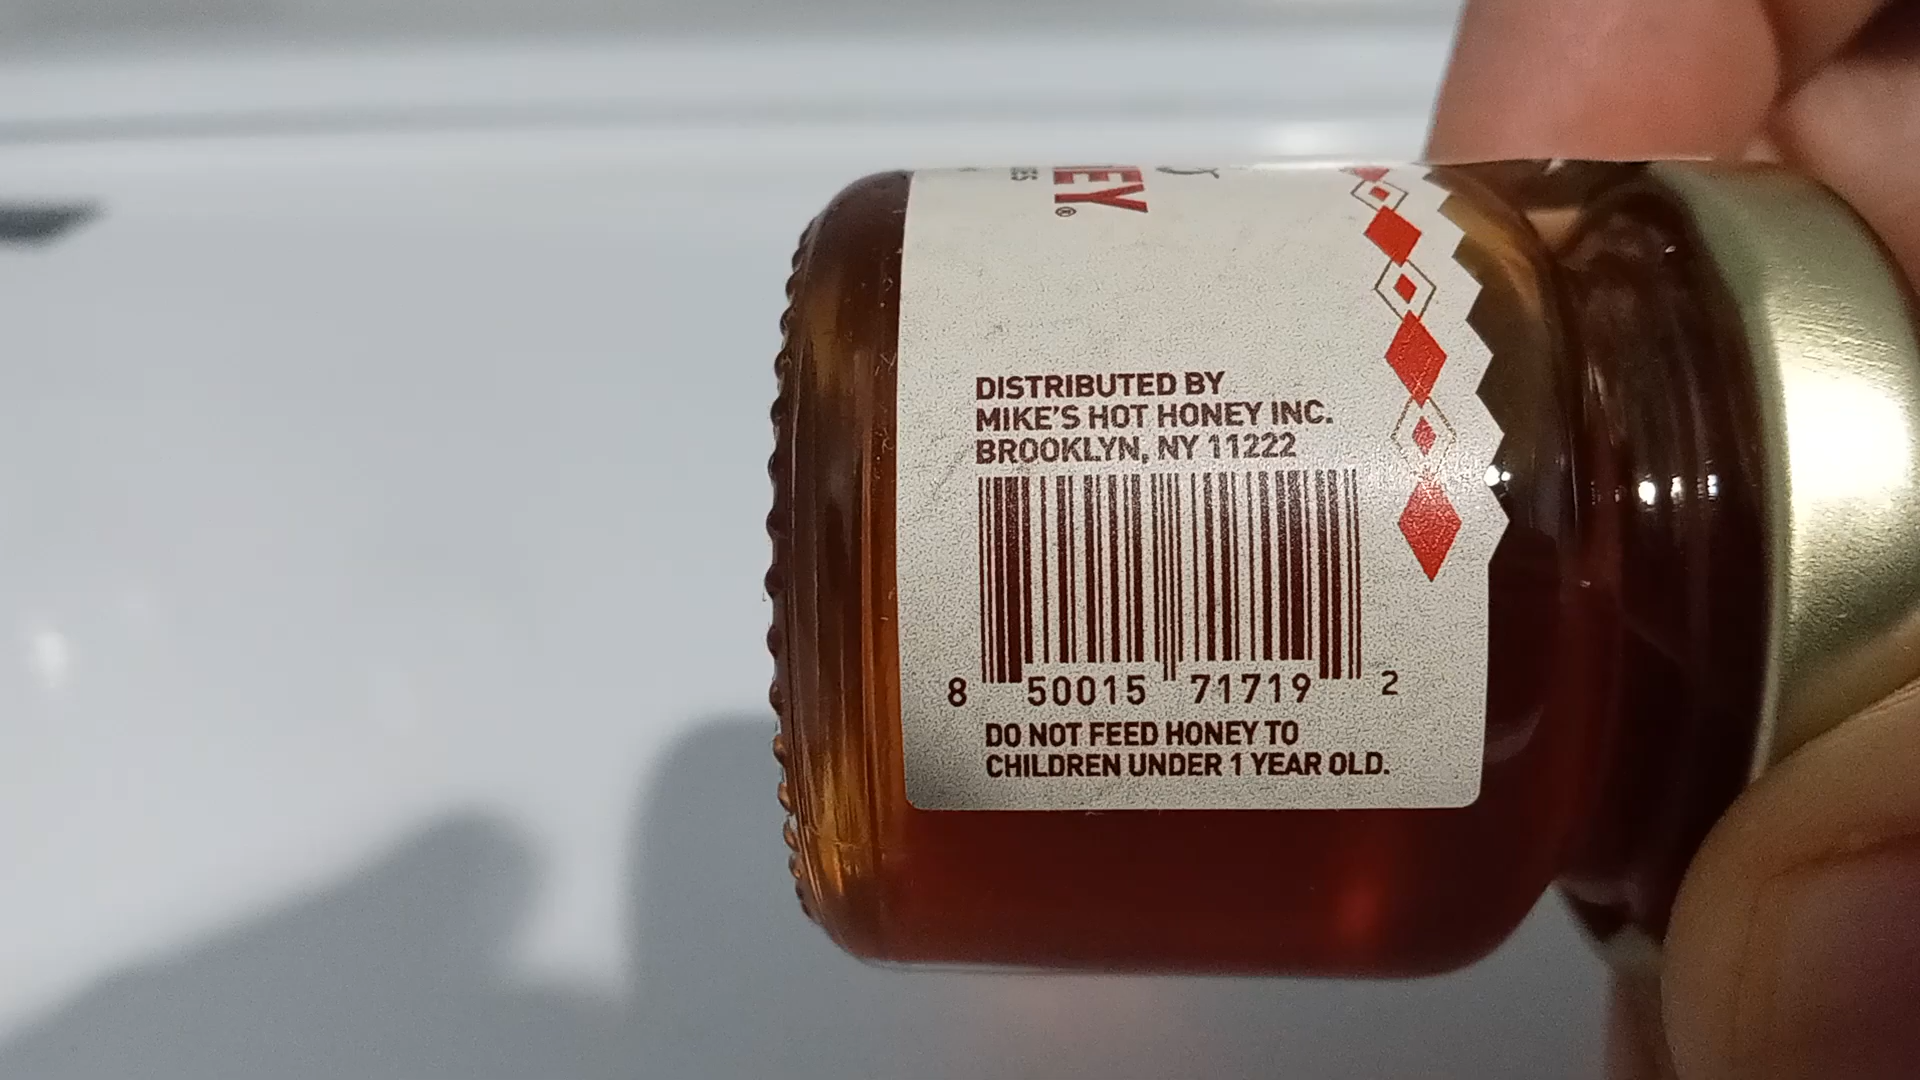 DISTRIBUTED BY
MIKE'S HOT HONEY INC.
BROOKLYN, NY 11222
8 50015 71719 2
DO NOT FEED HONEY TO
CHILDREN UNDER 1 YEAR OLD.